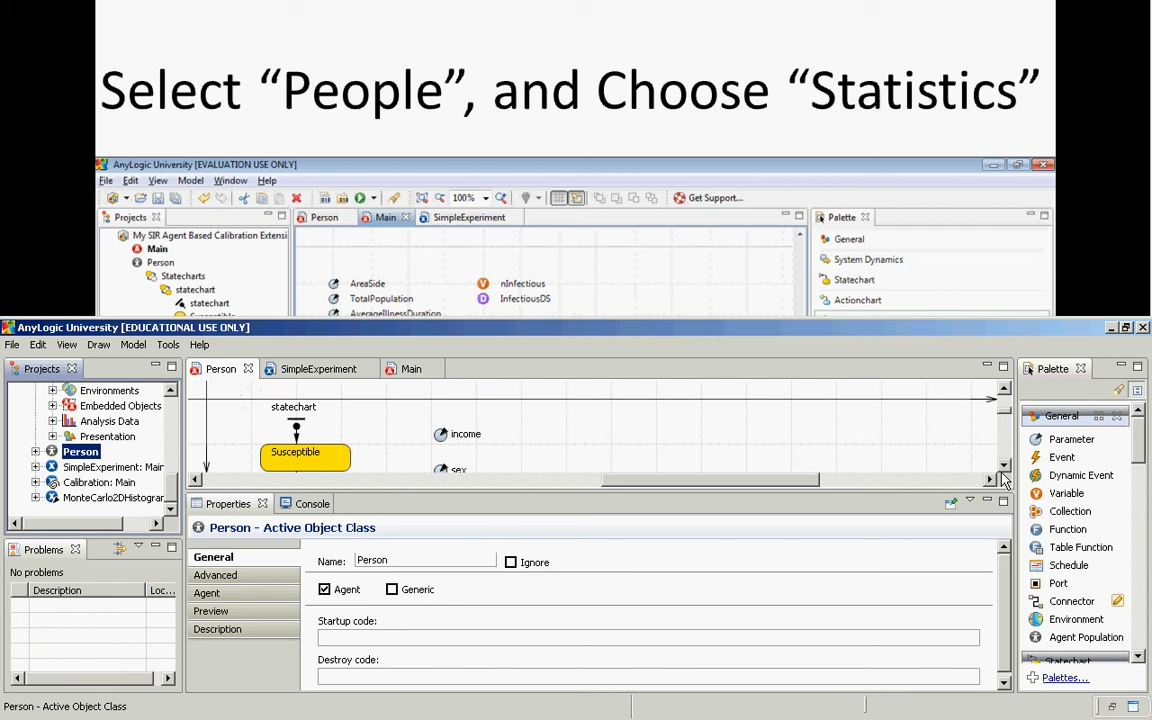 Select “People”, and Choose “Statistics”
AnyLogic University [EVALUATION USE ONLY]
File Edit View Model Window Help
100% Get Support...
Projects Person Main SimpleExperiment Palette
My SIR Agent Based Calibration Extensi
Main
Person
Statecharts
statechart
statechart
AreaSide nInfectious
TotalPopulation InfectiousDS
AverageIllnessDuration
General
System Dynamics
Statechart
Actionchart
AnyLogic University [EDUCATIONAL USE ONLY]
File Edit View Draw Model Tools Help
Projects Person SimpleExperiment Main Palette
Environments
Embedded Objects
Analysis Data
Presentation
Person
SimpleExperiment: Main
Calibration: Main
MonteCarlo2DHistogram
statechart
Susceptible
income
sex
General
Parameter
Event
Dynamic Event
Variable
Collection
Function
Table Function
Schedule
Port
Connector
Environment
Agent Population
Statechart
Palettes...
Properties Console
Person - Active Object Class
General
Advanced
Agent
Preview
Description
Name: Person Ignore
Agent Generic
Startup code:
Destroy code:
Problems
No problems
Description Loc...
Person - Active Object Class